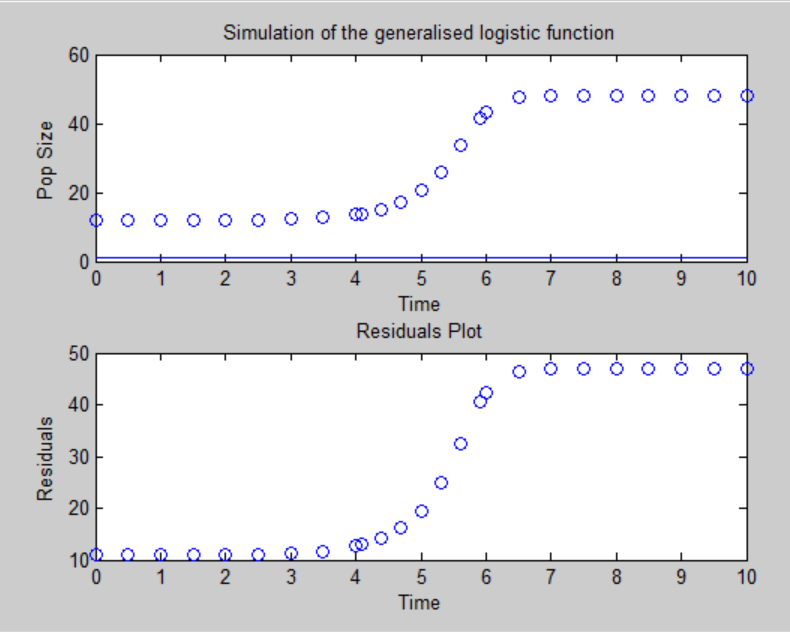 Simulation of the generalised logistic function
60
40
20
0
Pop Size
0 1 2 3 4 5 6 7 8 9 10
Time
Residuals Plot
50
40
30
20
10
Residuals
0 1 2 3 4 5 6 7 8 9 10
Time